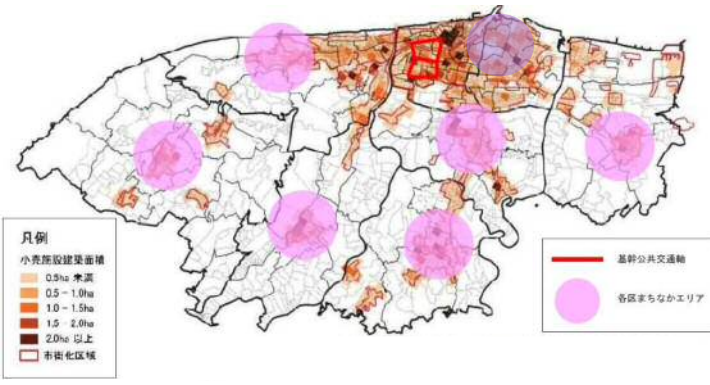 凡例
小売施設建築面積
0.5ha 未満
0.5 - 1.0ha
1.0 - 1.5ha
1.5 - 2.0ha
2.0ha 以上
市街化区域
基幹公共交通軸
各区まちなかエリア